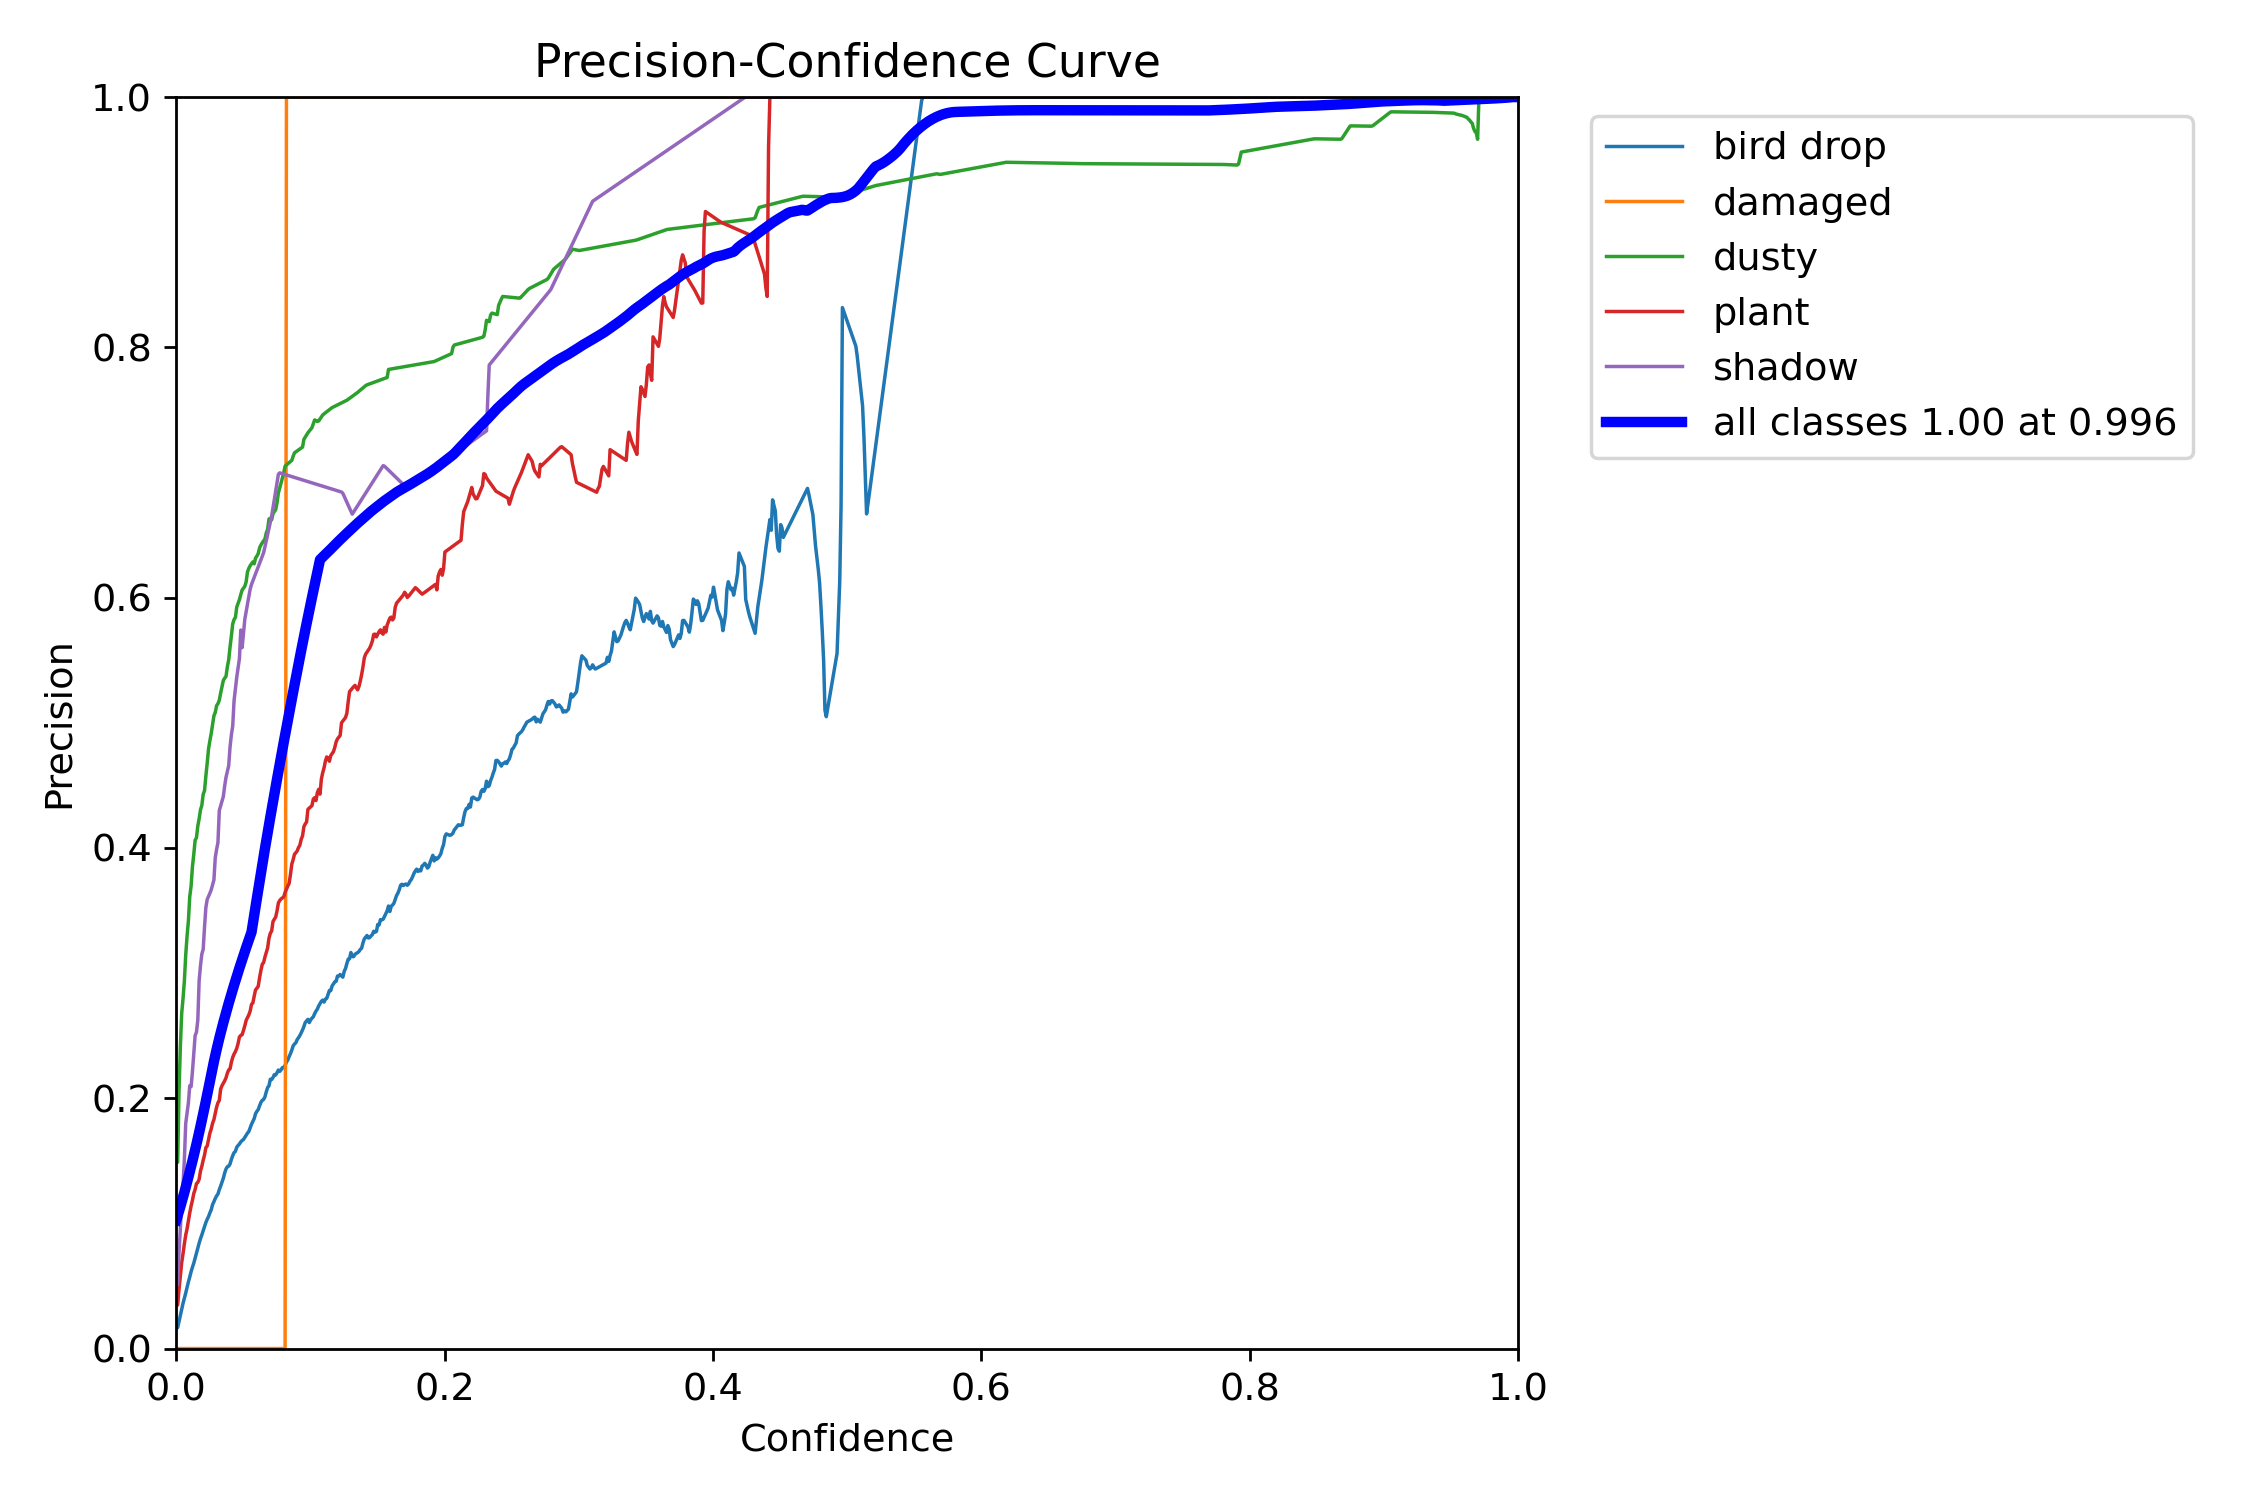 Precision-Confidence Curve
1.0
0.8
0.6
0.4
0.2
0.0
Precision
0.0 0.2 0.4 0.6 0.8 1.0
Confidence
bird drop
damaged
dusty
plant
shadow
all classes 1.00 at 0.996